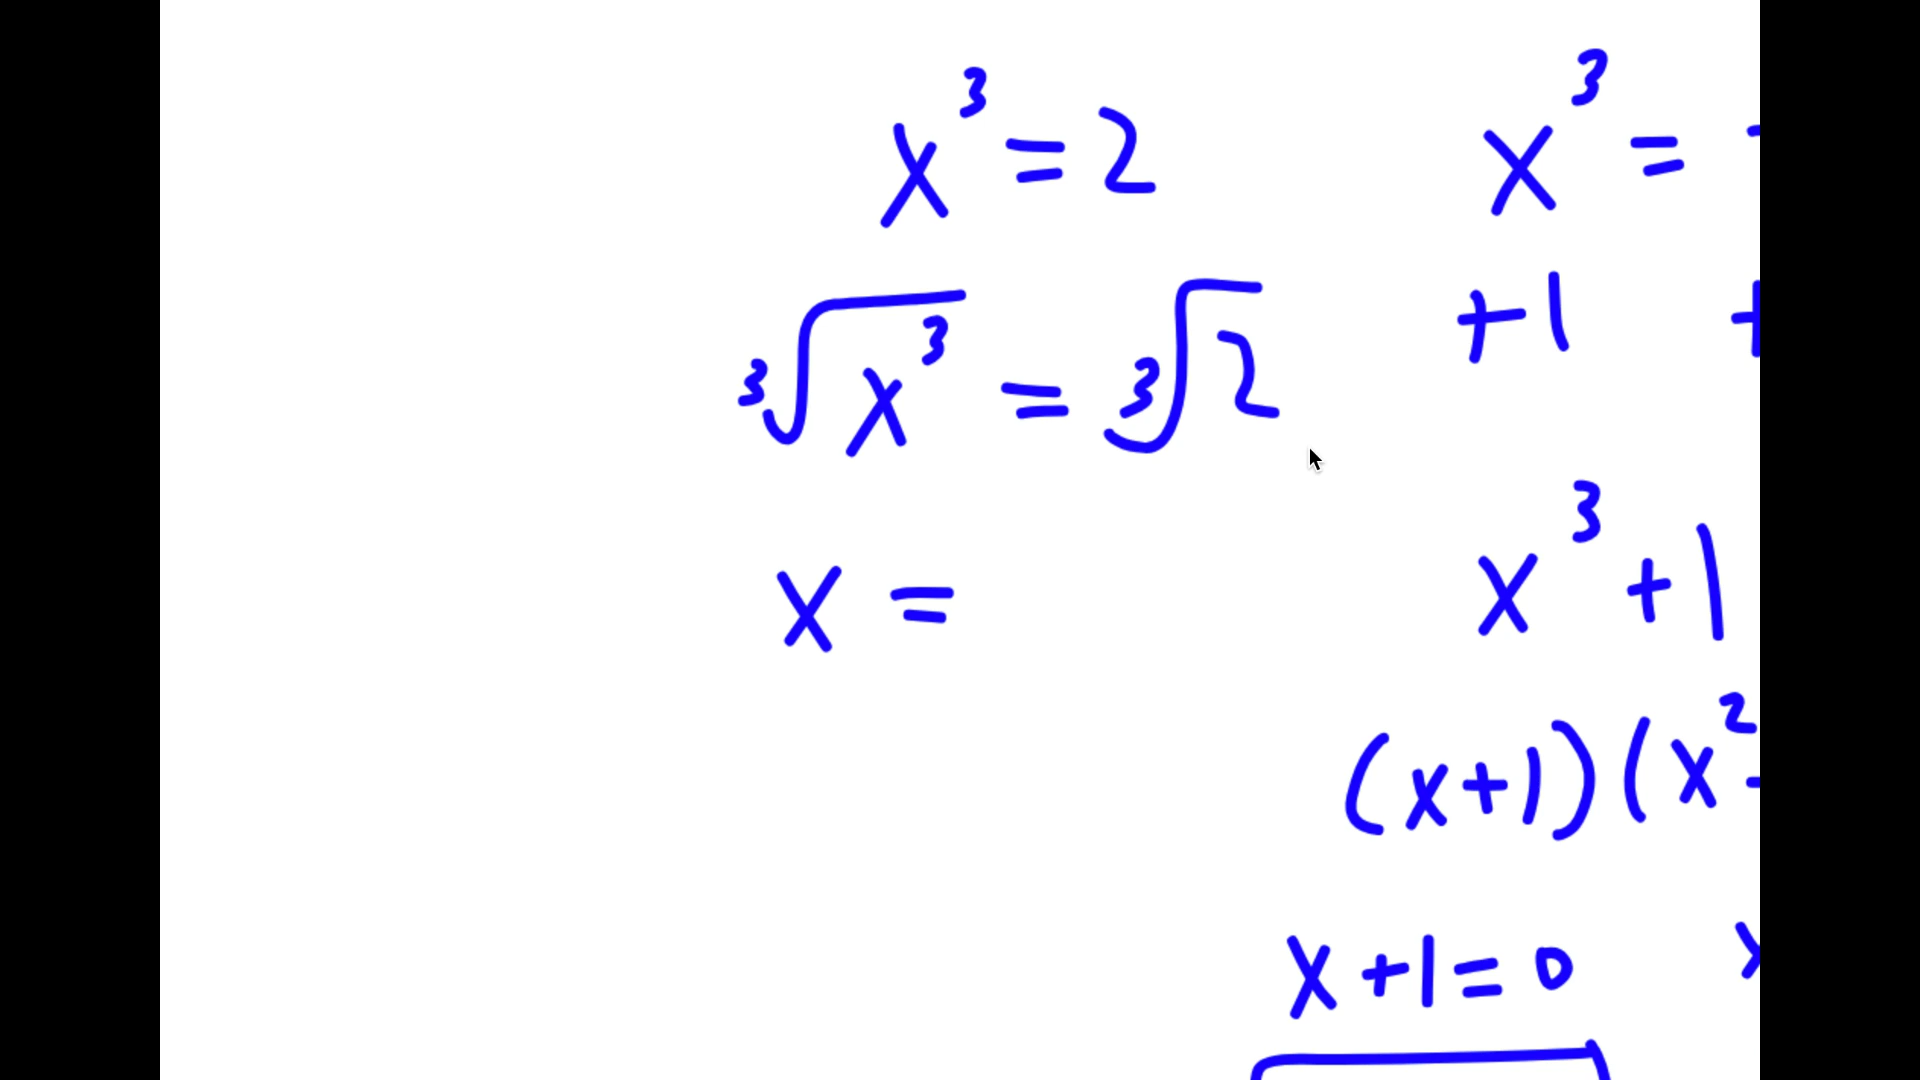 x³ = 2
∛x³ = ∛2
x =
x³ =
+1 +
x³ + 1
(x+1)(x²
x + 1 = 0